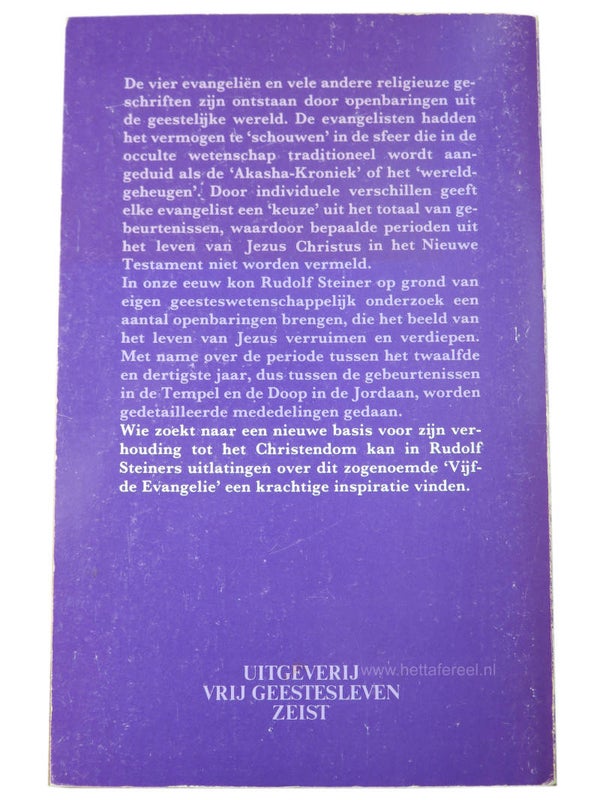 De vier evangeliën en vele andere religieuze ge-
schriften zijn ontstaan door openbaringen uit
de geestelijke wereld. De evangelisten hadden
het vermogen te ‘schouwen’ in de sfeer die in de
occulte wetenschap traditioneel wordt aan-
geduid als de ‘Akasha-Kroniek’ of het ‘wereld-
geheugen’. Door individuele verschillen geeft
elke evangelist een ‘keuze’ uit het totaal van ge-
beurtenissen, waardoor bepaalde perioden uit
het leven van Jezus Christus in het Nieuwe
Testament niet worden vermeld.
In onze eeuw kon Rudolf Steiner op grond van
eigen geesteswetenschappelijk onderzoek een
aantal openbaringen brengen, die het beeld van
het leven van Jezus verruimen en verdiepen.
Met name over de periode tussen het twaalfde
en dertigste jaar, dus tussen de gebeurtenissen
in de Tempel en de Doop in de Jordaan, worden
gedetailleerde mededelingen gedaan.
Wie zoekt naar een nieuwe basis voor zijn ver-
houding tot het Christendom kan in Rudolf
Steiners uitlatingen over dit zogenoemde ‘Vijf-
de Evangelie’ een krachtige inspiratie vinden.
UITGEVERIJ
www.hettafereel.nl
VRIJ GEESTESLEVEN
ZEIST